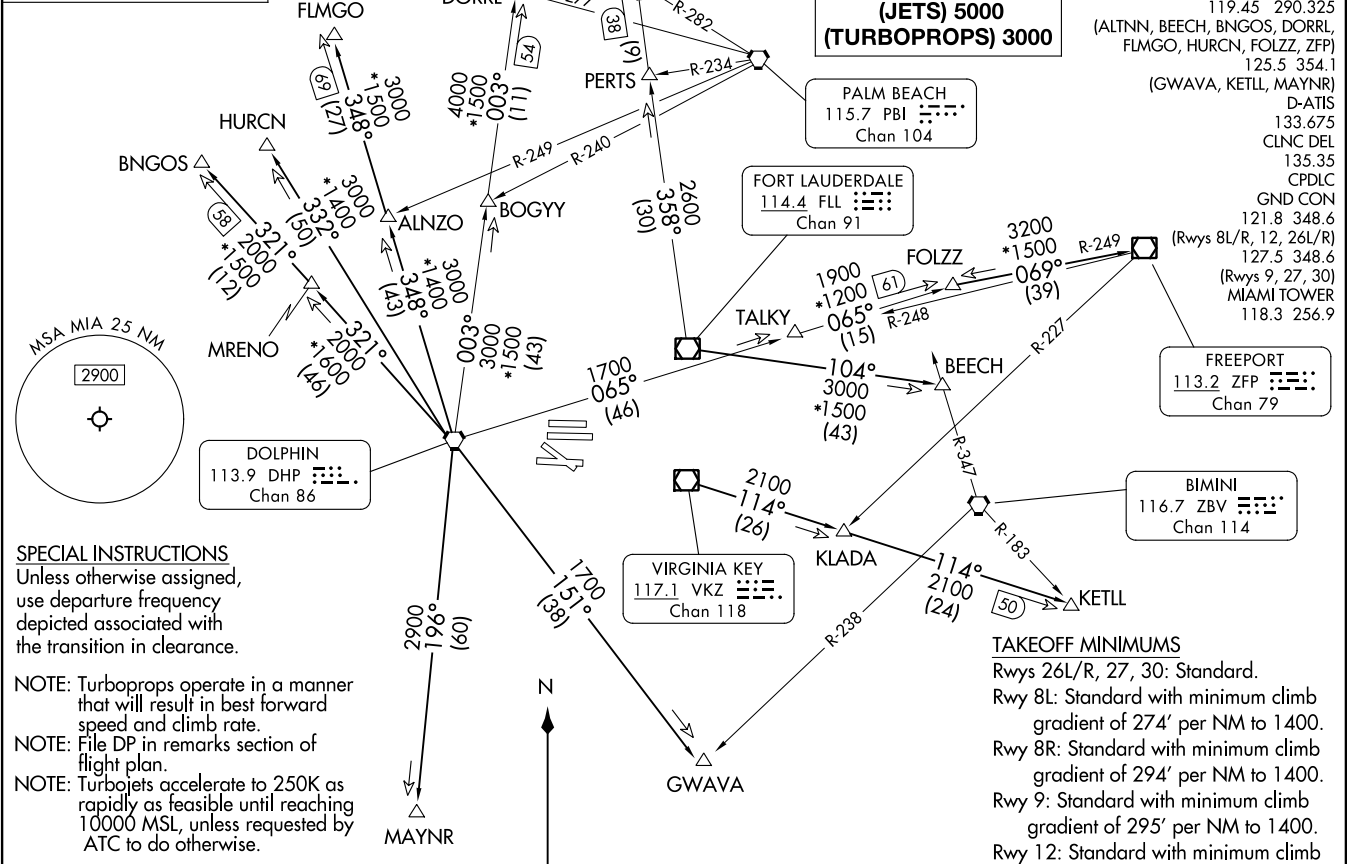 FLMGO
DORRL
R-277
R-282
(JETS) 5000
(TURBOPROPS) 3000
119.45 290.325
(ALTNN, BEECH, BNGOS, DORRL,
FLMGO, HURCN, FOLZZ, ZFP)
125.5 354.1
(GWAVA, KETLL, MAYNR)
D-ATIS
133.675
CLNC DEL
135.35
CPDLC
GND CON
121.8 348.6
(Rwys 8L/R, 12, 26L/R)
127.5 348.6
(Rwys 9, 27, 30)
MIAMI TOWER
118.3 256.9
69
3000
*1500
348°
(27)
4000
*1500
003°
(11)
54
38
(9)
PERTS
R-234
PALM BEACH
115.7 PBI
Chan 104
HURCN
BNGOS
R-249
R-240
58
321°
2000
*1500
(12)
3000
*1400
332°
(50)
ALNZO
BOGYY
2600
358°
(30)
FORT LAUDERDALE
114.4 FLL
Chan 91
FOLZZ
3200
*1500
069°
(39)
R-249
1900
*1200
065°
(15)
61
R-248
TALKY
3000
*1400
348°
(43)
003°
3000
*1500
(43)
MRENO
321°
2000
*1600
(46)
MSA MIA 25 NM
2900
R-227
FREEPORT
113.2 ZFP
Chan 79
BEECH
104°
3000
*1500
(43)
1700
065°
(46)
DOLPHIN
113.9 DHP
Chan 86
R-347
BIMINI
116.7 ZBV
Chan 114
2100
114°
(26)
KLADA
VIRGINIA KEY
117.1 VKZ
Chan 118
R-183
114°
2100
(24)
50
KETLL
R-238
1700
151°
(38)
2900
196°
(60)
SPECIAL INSTRUCTIONS
Unless otherwise assigned,
use departure frequency
depicted associated with
the transition in clearance.
NOTE: Turboprops operate in a manner
that will result in best forward
speed and climb rate.
NOTE: File DP in remarks section of
flight plan.
NOTE: Turbojets accelerate to 250K as
rapidly as feasible until reaching
10000 MSL, unless requested by
ATC to do otherwise.
N
GWAVA
MAYNR
TAKEOFF MINIMUMS
Rwys 26L/R, 27, 30: Standard.
Rwy 8L: Standard with minimum climb
gradient of 274' per NM to 1400.
Rwy 8R: Standard with minimum climb
gradient of 294' per NM to 1400.
Rwy 9: Standard with minimum climb
gradient of 295' per NM to 1400.
Rwy 12: Standard with minimum climb